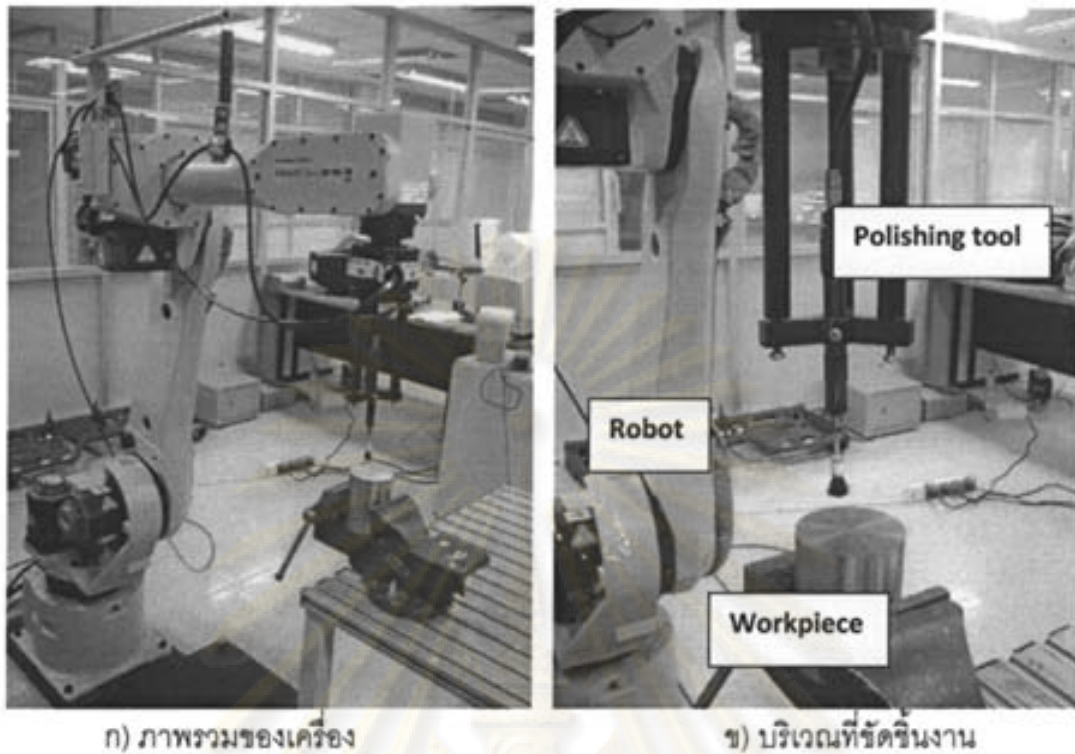 Polishing tool
Robot
Workpiece
ก) ภาพรวมของเครื่อง
ข) บริเวณที่ขัดชิ้นงาน